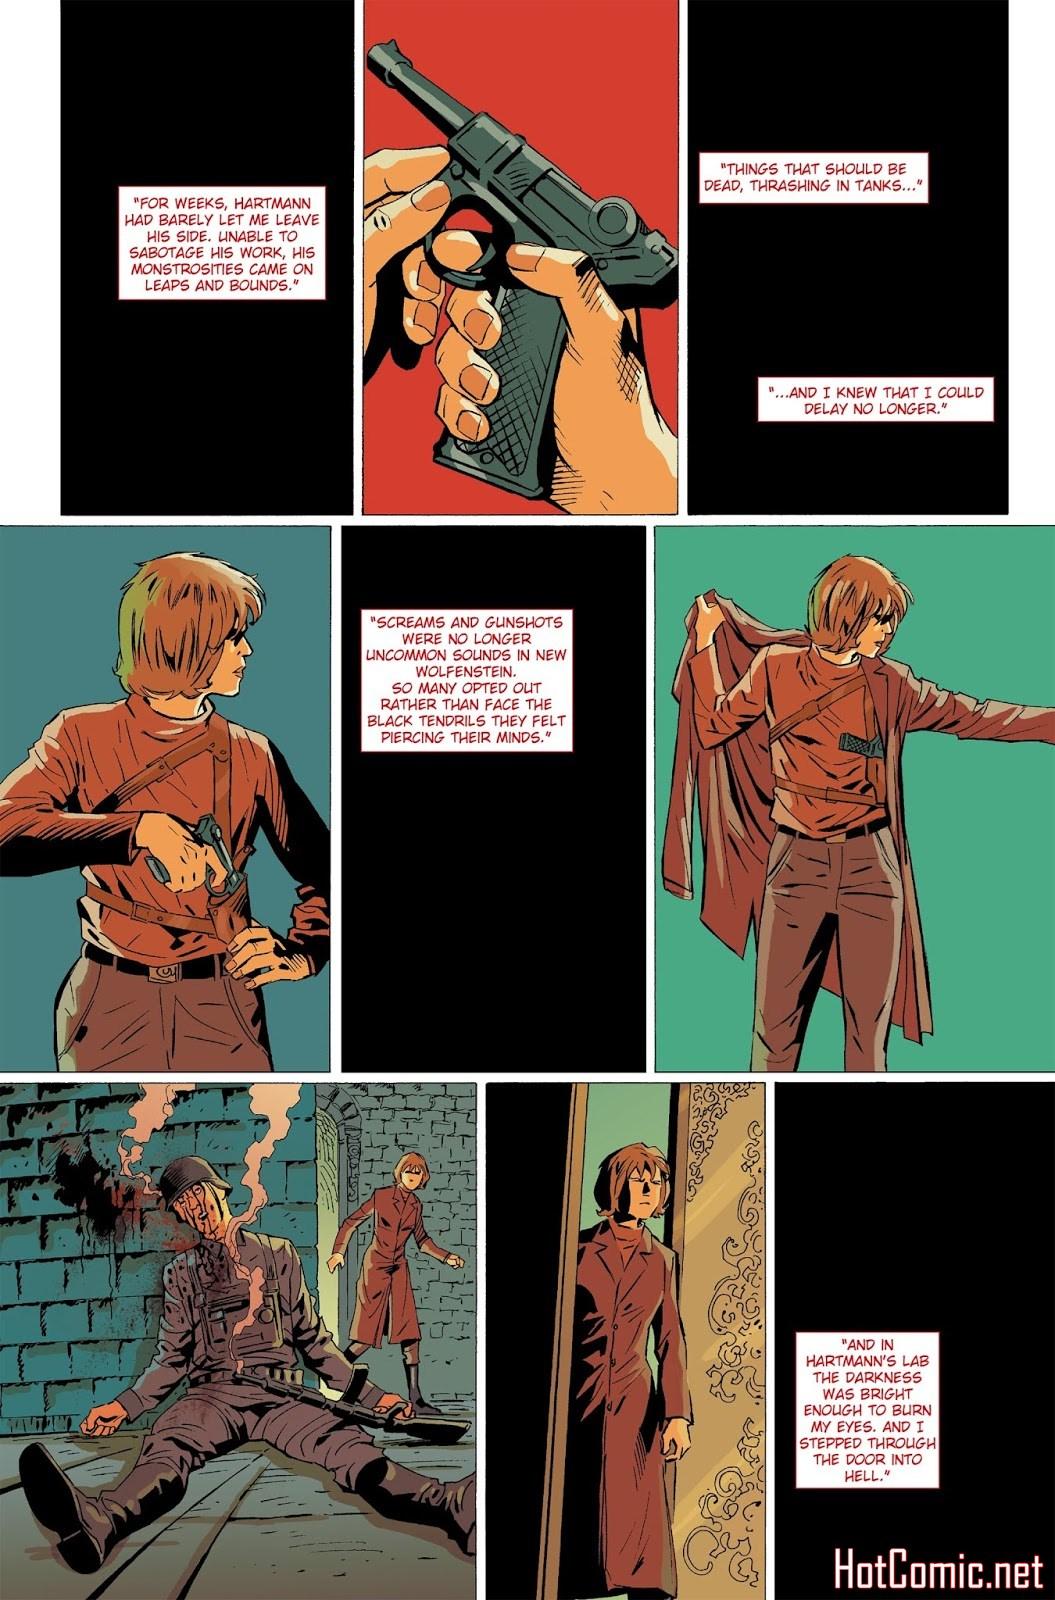 "FOR WEEKS, HARTMANN
HAD BARELY LET ME LEAVE
HIS SIDE. UNABLE TO
SABOTAGE HIS WORK, HIS
MONSTROSITIES CAME ON
LEAPS AND BOUNDS."
"THINGS THAT SHOULD BE
DEAD, THRASHING IN TANKS..."
"...AND I KNEW THAT I COULD
DELAY NO LONGER."
"SCREAMS AND GUNSHOTS
WERE NO LONGER
UNCOMMON SOUNDS IN NEW
WOLFENSTEIN.
SO MANY OPTED OUT
RATHER THAN FACE THE
BLACK TENDRILS THEY FELT
PIERCING THEIR MINDS."
"AND IN
HARTMANN'S LAB
THE DARKNESS
WAS BRIGHT
ENOUGH TO BURN
MY EYES. AND I
STEPPED THROUGH
THE DOOR INTO
HELL."
HotComic.net